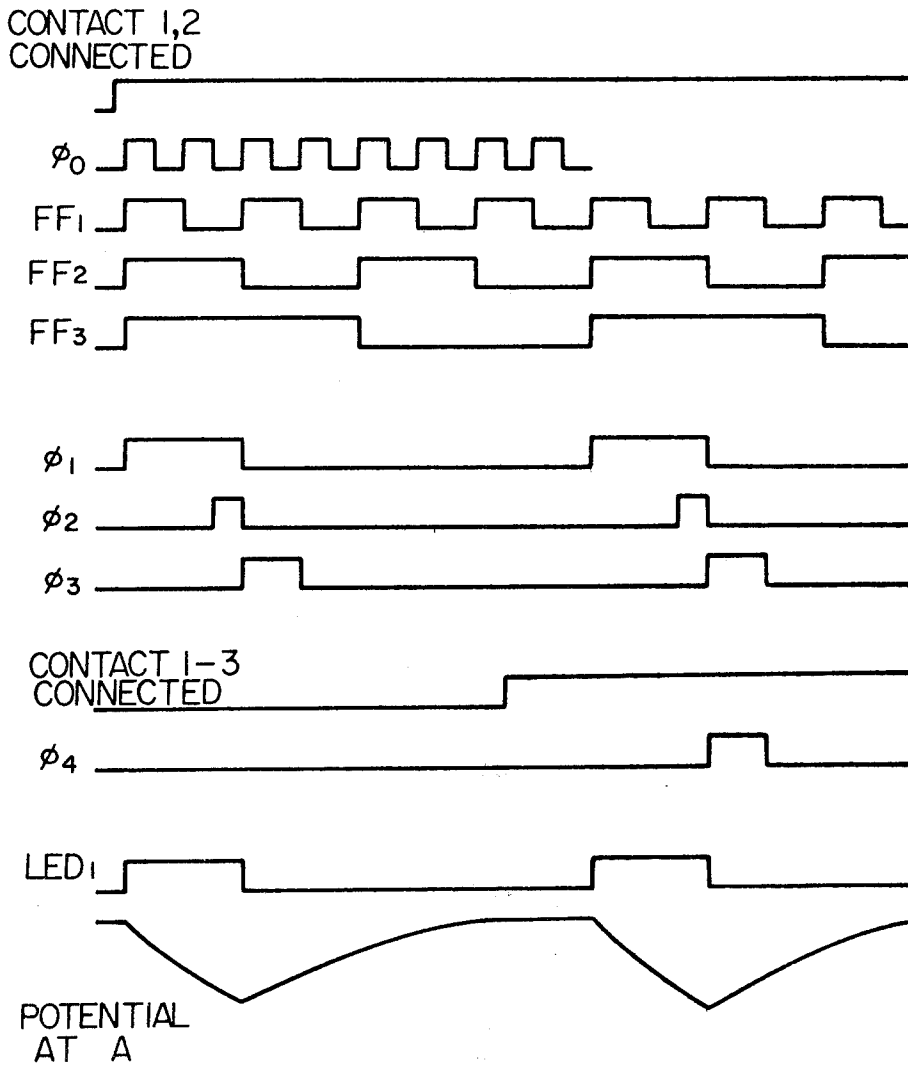 CONTACT 1,2
CONNECTED
φ0
FF1
FF2
FF3
φ1
φ2
φ3
CONTACT 1-3
CONNECTED
φ4
LED1
POTENTIAL
AT A